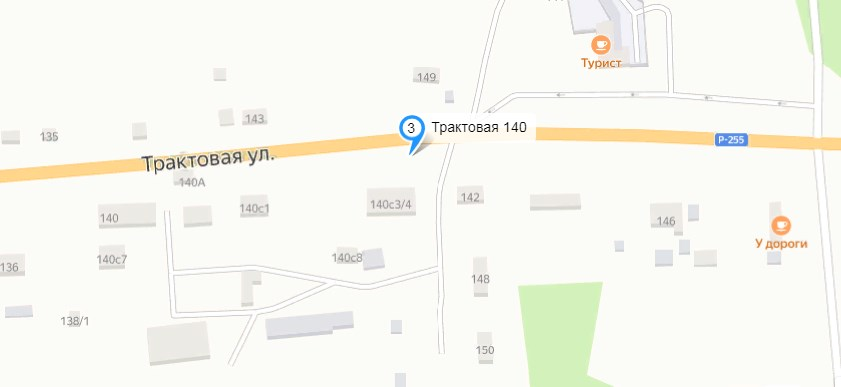 Турист
149
143
135
3 Трактовая 140
Р-255
Трактовая ул.
140А
140
140с1
140с3/4
142
146
У дороги
136
140с7
140с8
148
138/1
150